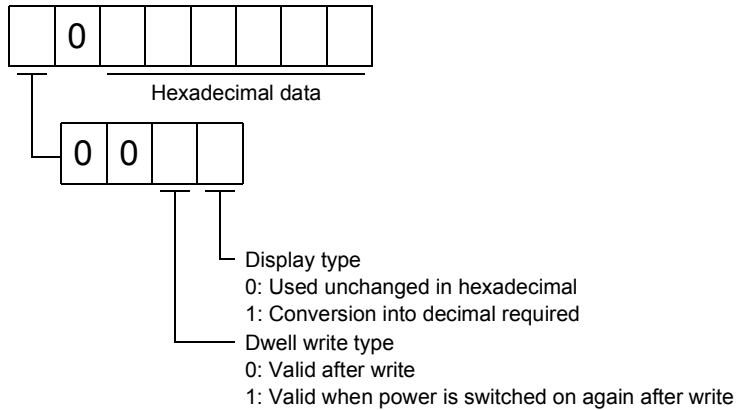 0
Hexadecimal data
0 0
Display type
0: Used unchanged in hexadecimal
1: Conversion into decimal required
Dwell write type
0: Valid after write
1: Valid when power is switched on again after write